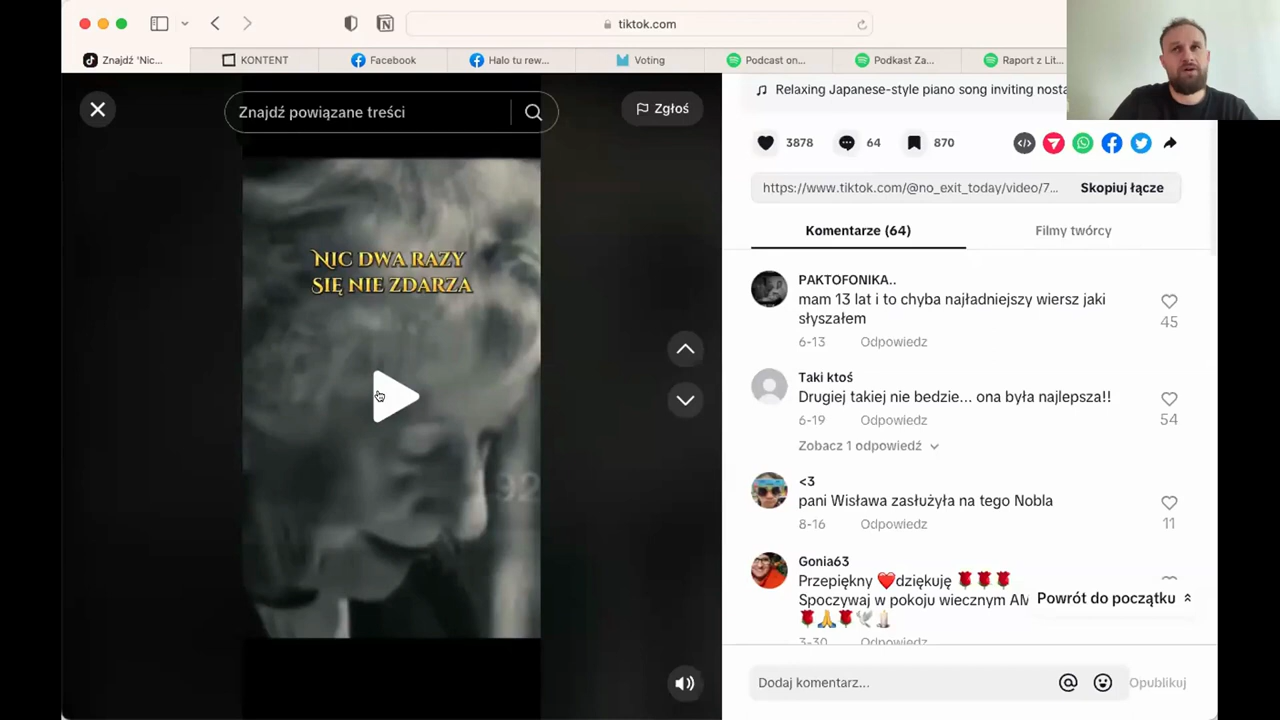 tiktok.com
Znajdź 'Nic...
KONTENT
Facebook
Halo tu rew...
Voting
Podcast on...
Podkast Za...
Raport z Lit...
Znajdź powiązane treści
Zgłoś
NIC DWA RAZY
SIĘ NIE ZDARZA
92
Relaxing Japanese-style piano song inviting nosta
3878
64
870
https://www.tiktok.com/@no_exit_today/video/7...
Skopiuj łącze
Komentarze (64)
Filmy twórcy
PAKTOFONIKA..
mam 13 lat i to chyba najładniejszy wiersz jaki
słyszałem
45
6-13 Odpowiedz
Taki ktoś
Drugiej takiej nie bedzie... ona była najlepsza!!
54
6-19 Odpowiedz
Zobacz 1 odpowiedź
<3
pani Wisława zasłużyła na tego Nobla
11
8-16 Odpowiedz
Gonia63
Przepiękny ❤️dziękuję 🌹🌹🌹
Spoczywaj w pokoju wiecznym AM
🌹🙏🌹🕊️🕯️
3-30 Odpowiedz
Powrót do początku
Dodaj komentarz...
Opublikuj